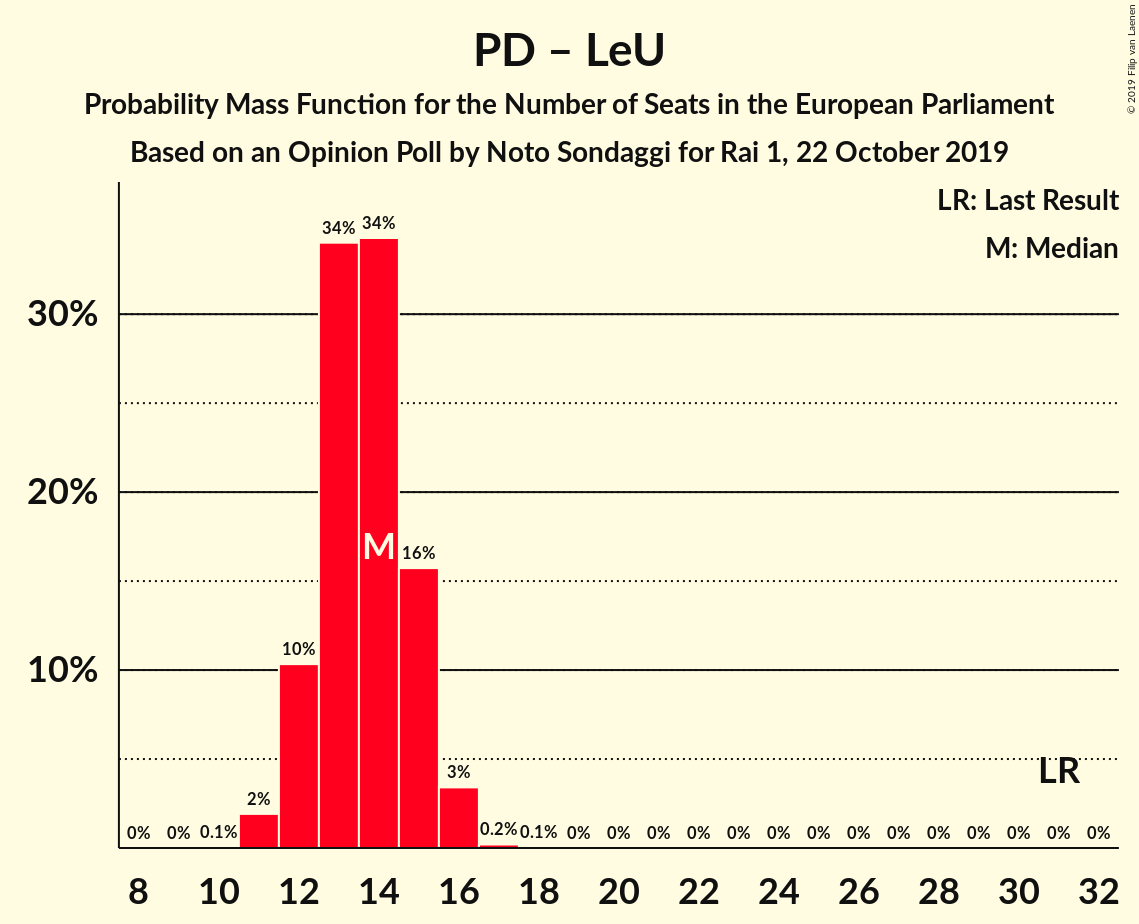 PD – LeU
Probability Mass Function for the Number of Seats in the European Parliament
Based on an Opinion Poll by Noto Sondaggi for Rai 1, 22 October 2019
© 2019 Filip van Laenen
LR: Last Result
M: Median
34% 34%
30%
20%
M 16%
10%
10%
LR
2% 3%
0% 0% 0.1% 0.2% 0.1% 0% 0% 0% 0% 0% 0% 0% 0% 0% 0% 0% 0% 0% 0%
8 10 12 14 16 18 20 22 24 26 28 30 32